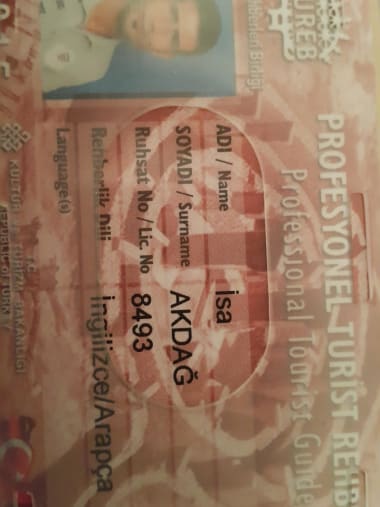 UREB
PROFESYONEL TURİST REHB
Professional Tourist Guide
ADI / Name İsa
SOYADI / Surname AKDAĞ
Ruhsat No / Lic. No 8493
Rehberlik Dili
Language(s) İngilizce/Arapça